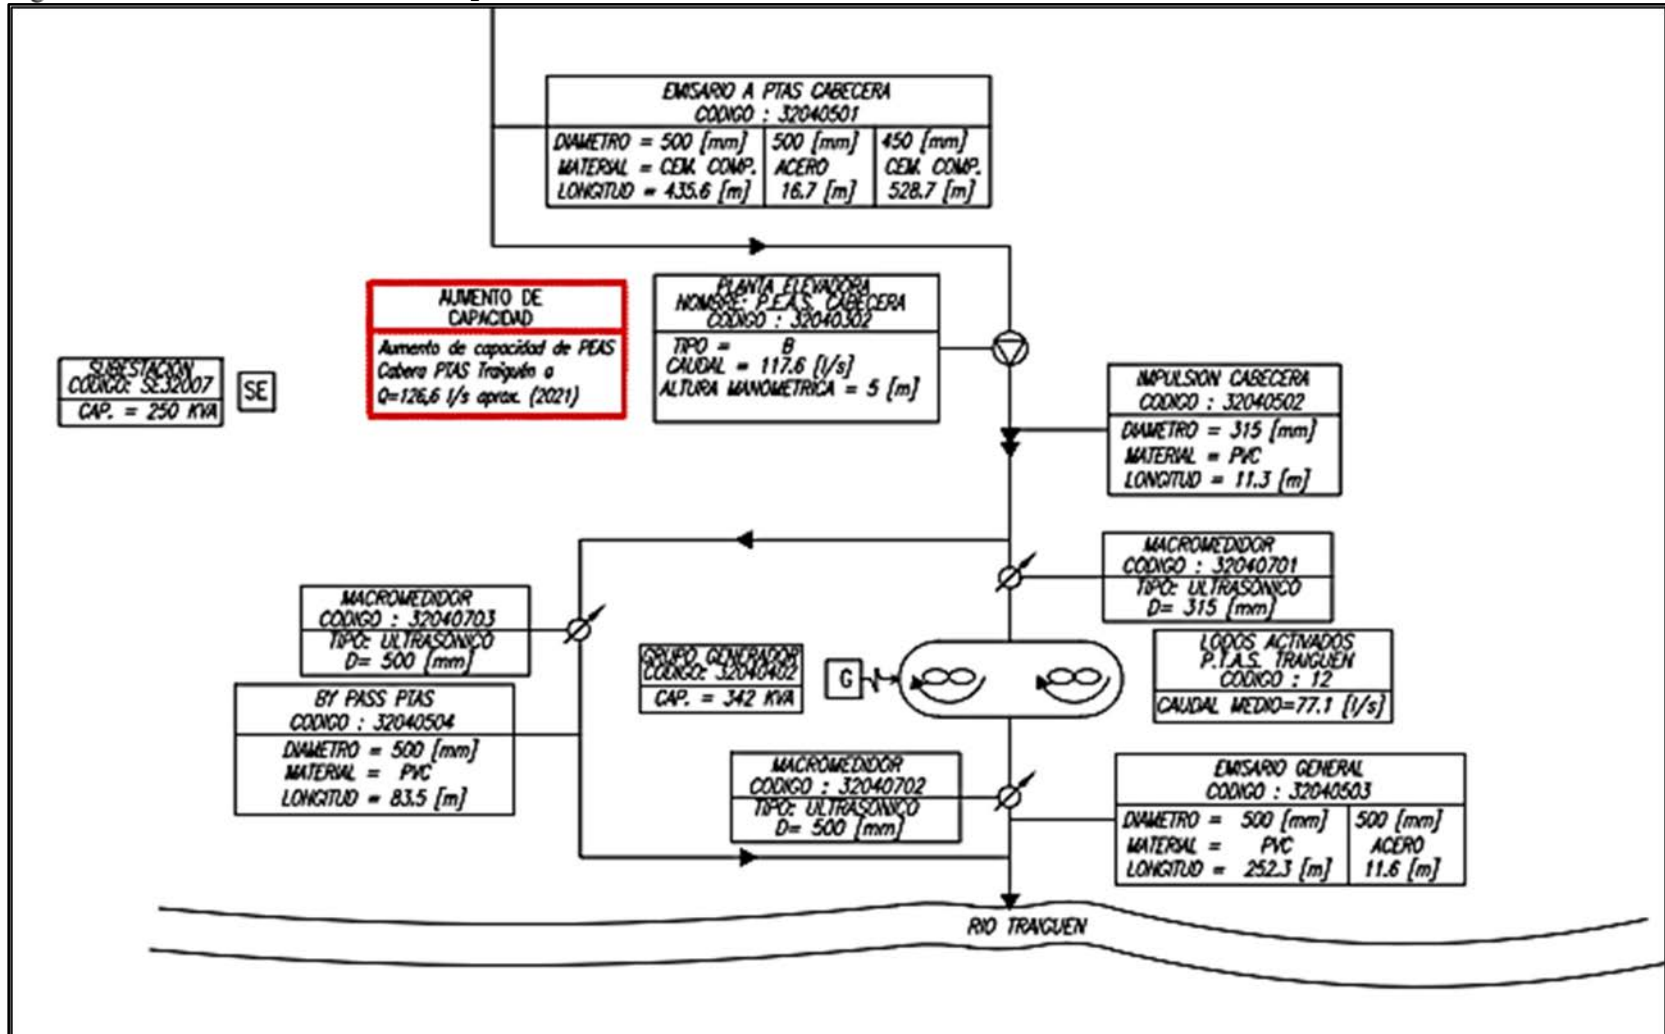 EMISARIO A PTAS CABECERA
CODIGO : 32040501
DIAMETRO = 500 [mm] 500 [mm] 450 [mm]
MATERIAL = CEM. COMP. ACERO CEM. COMP.
LONGITUD = 435.6 [m] 16.7 [m] 528.7 [m]
AUMENTO DE
CAPACIDAD
Aumento de capacidad de PEAS
Cabera PTAS Traiguén a
Q=126,6 l/s aprox. (2021)
PLANTA ELEVADORA
NOMBRE: P.E.A.S. CABECERA
CODIGO : 32040302
TIPO = B
CAUDAL = 117.6 [l/s]
ALTURA MANOMETRICA = 5 [m]
SUBESTACION
CODIGO: SE32007
CAP. = 250 KVA
SE
IMPULSION CABECERA
CODIGO : 32040502
DIAMETRO = 315 [mm]
MATERIAL = PVC
LONGITUD = 11.3 [m]
MACROMEDIDOR
CODIGO : 32040701
TIPO: ULTRASONICO
D= 315 [mm]
MACROMEDIDOR
CODIGO : 32040703
TIPO: ULTRASONICO
D= 500 [mm]
GRUPO GENERADOR
CODIGO: 32040402
CAP. = 342 KVA
G
LODOS ACTIVADOS
P.T.A.S. TRAIGUEN
CODIGO : 12
CAUDAL MEDIO=77.1 [l/s]
BY PASS PTAS
CODIGO : 32040504
DIAMETRO = 500 [mm]
MATERIAL = PVC
LONGITUD = 83.5 [m]
MACROMEDIDOR
CODIGO : 32040702
TIPO: ULTRASONICO
D= 500 [mm]
EMISARIO GENERAL
CODIGO : 32040503
DIAMETRO = 500 [mm] 500 [mm]
MATERIAL = PVC ACERO
LONGITUD = 252.3 [m] 11.6 [m]
RIO TRAIGUEN